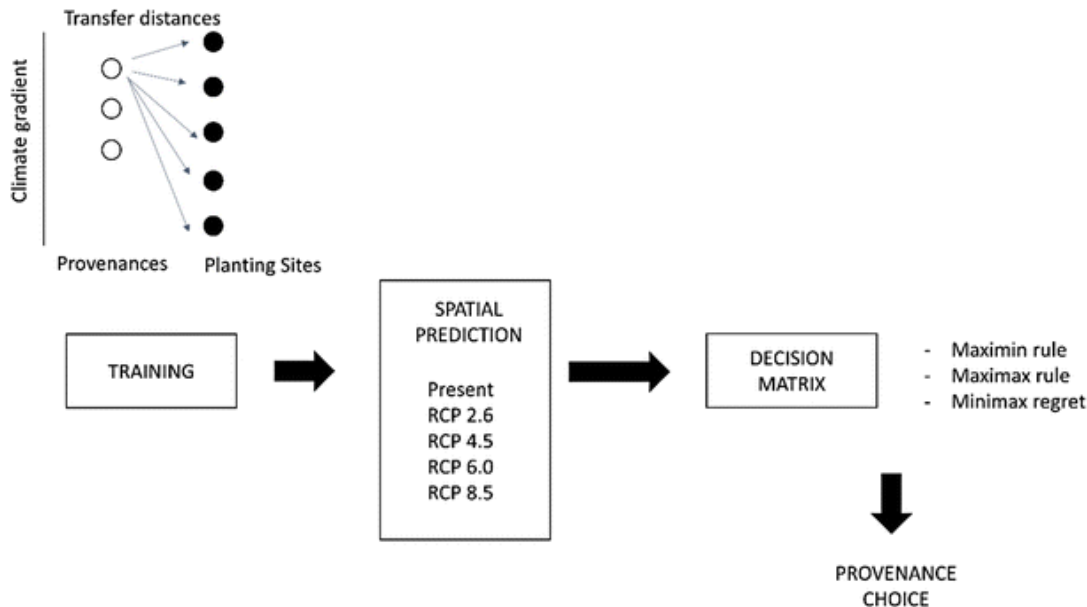 Transfer distances
Climate gradient
Provenances
Planting Sites
TRAINING
SPATIAL
PREDICTION
Present
RCP 2.6
RCP 4.5
RCP 6.0
RCP 8.5
DECISION
MATRIX
- Maximin rule
- Maximax rule
- Minimax regret
PROVENANCE
CHOICE